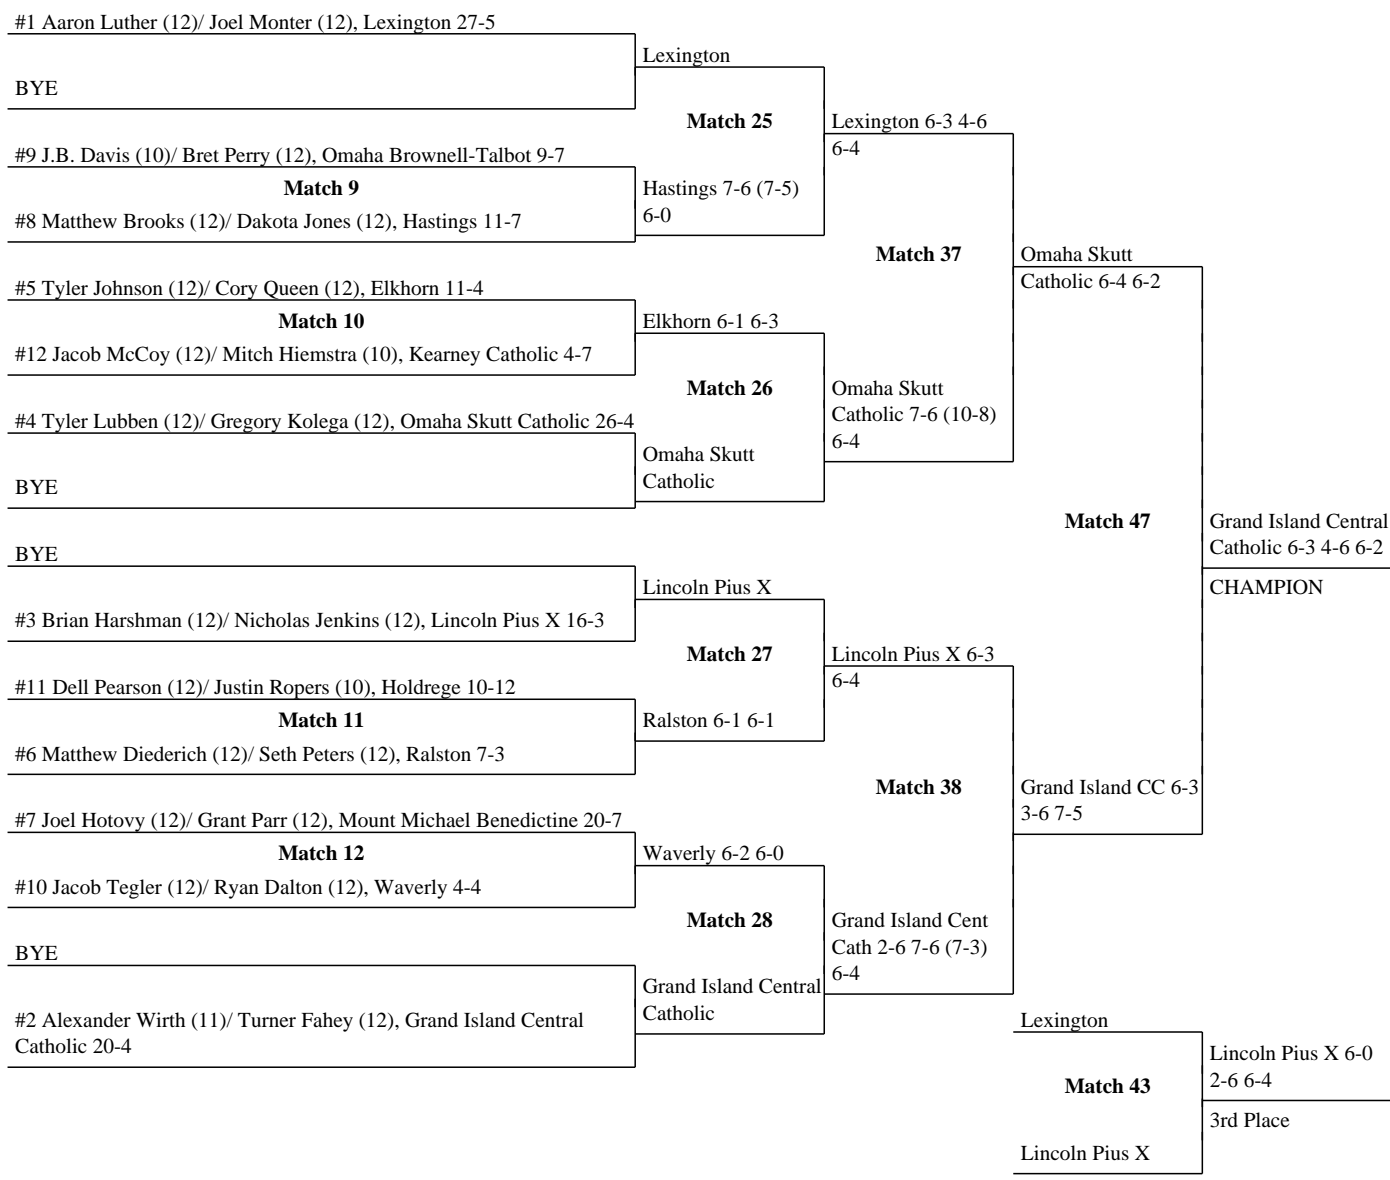 #1 Aaron Luther (12)/ Joel Monter (12), Lexington 27-5
BYE
#9 J.B. Davis (10)/ Bret Perry (12), Omaha Brownell-Talbot 9-7
Match 9
#8 Matthew Brooks (12)/ Dakota Jones (12), Hastings 11-7
#5 Tyler Johnson (12)/ Cory Queen (12), Elkhorn 11-4
Match 10
#12 Jacob McCoy (12)/ Mitch Hiemstra (10), Kearney Catholic 4-7
#4 Tyler Lubben (12)/ Gregory Kolega (12), Omaha Skutt Catholic 26-4
BYE
BYE
#3 Brian Harshman (12)/ Nicholas Jenkins (12), Lincoln Pius X 16-3
#11 Dell Pearson (12)/ Justin Ropers (10), Holdrege 10-12
Match 11
#6 Matthew Diederich (12)/ Seth Peters (12), Ralston 7-3
#7 Joel Hotovy (12)/ Grant Parr (12), Mount Michael Benedictine 20-7
Match 12
#10 Jacob Tegler (12)/ Ryan Dalton (12), Waverly 4-4
BYE
#2 Alexander Wirth (11)/ Turner Fahey (12), Grand Island Central
Catholic 20-4
Lexington
Match 25
Hastings 7-6 (7-5)
6-0
Elkhorn 6-1 6-3
Match 26
Omaha Skutt
Catholic
Lincoln Pius X
Match 27
Ralston 6-1 6-1
Waverly 6-2 6-0
Match 28
Grand Island Central
Catholic
Lexington 6-3 4-6
6-4
Match 37
Omaha Skutt
Catholic 7-6 (10-8)
6-4
Lincoln Pius X 6-3
6-4
Match 38
Grand Island Cent
Cath 2-6 7-6 (7-3)
6-4
Omaha Skutt
Catholic 6-4 6-2
Match 47
Grand Island CC 6-3
3-6 7-5
Grand Island Central
Catholic 6-3 4-6 6-2
CHAMPION
Lexington
Match 43
Lincoln Pius X
Lincoln Pius X 6-0
2-6 6-4
3rd Place